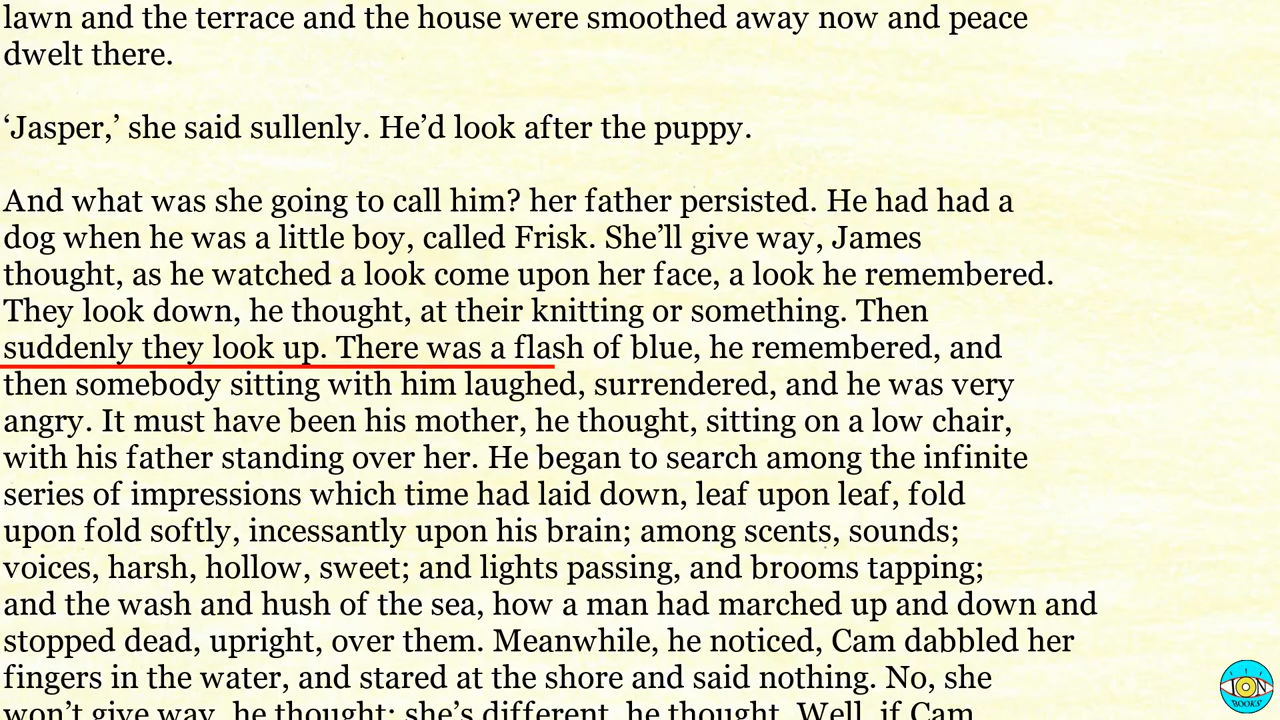 lawn and the terrace and the house were smoothed away now and peace
dwelt there.
‘Jasper,’ she said sullenly. He’d look after the puppy.
And what was she going to call him? her father persisted. He had had a
dog when he was a little boy, called Frisk. She’ll give way, James
thought, as he watched a look come upon her face, a look he remembered.
They look down, he thought, at their knitting or something. Then
suddenly they look up. There was a flash of blue, he remembered, and
then somebody sitting with him laughed, surrendered, and he was very
angry. It must have been his mother, he thought, sitting on a low chair,
with his father standing over her. He began to search among the infinite
series of impressions which time had laid down, leaf upon leaf, fold
upon fold softly, incessantly upon his brain; among scents, sounds;
voices, harsh, hollow, sweet; and lights passing, and brooms tapping;
and the wash and hush of the sea, how a man had marched up and down and
stopped dead, upright, over them. Meanwhile, he noticed, Cam dabbled her
fingers in the water, and stared at the shore and said nothing. No, she
won’t give way, he thought; she’s different, he thought. Well, if Cam
ION
BOOKS